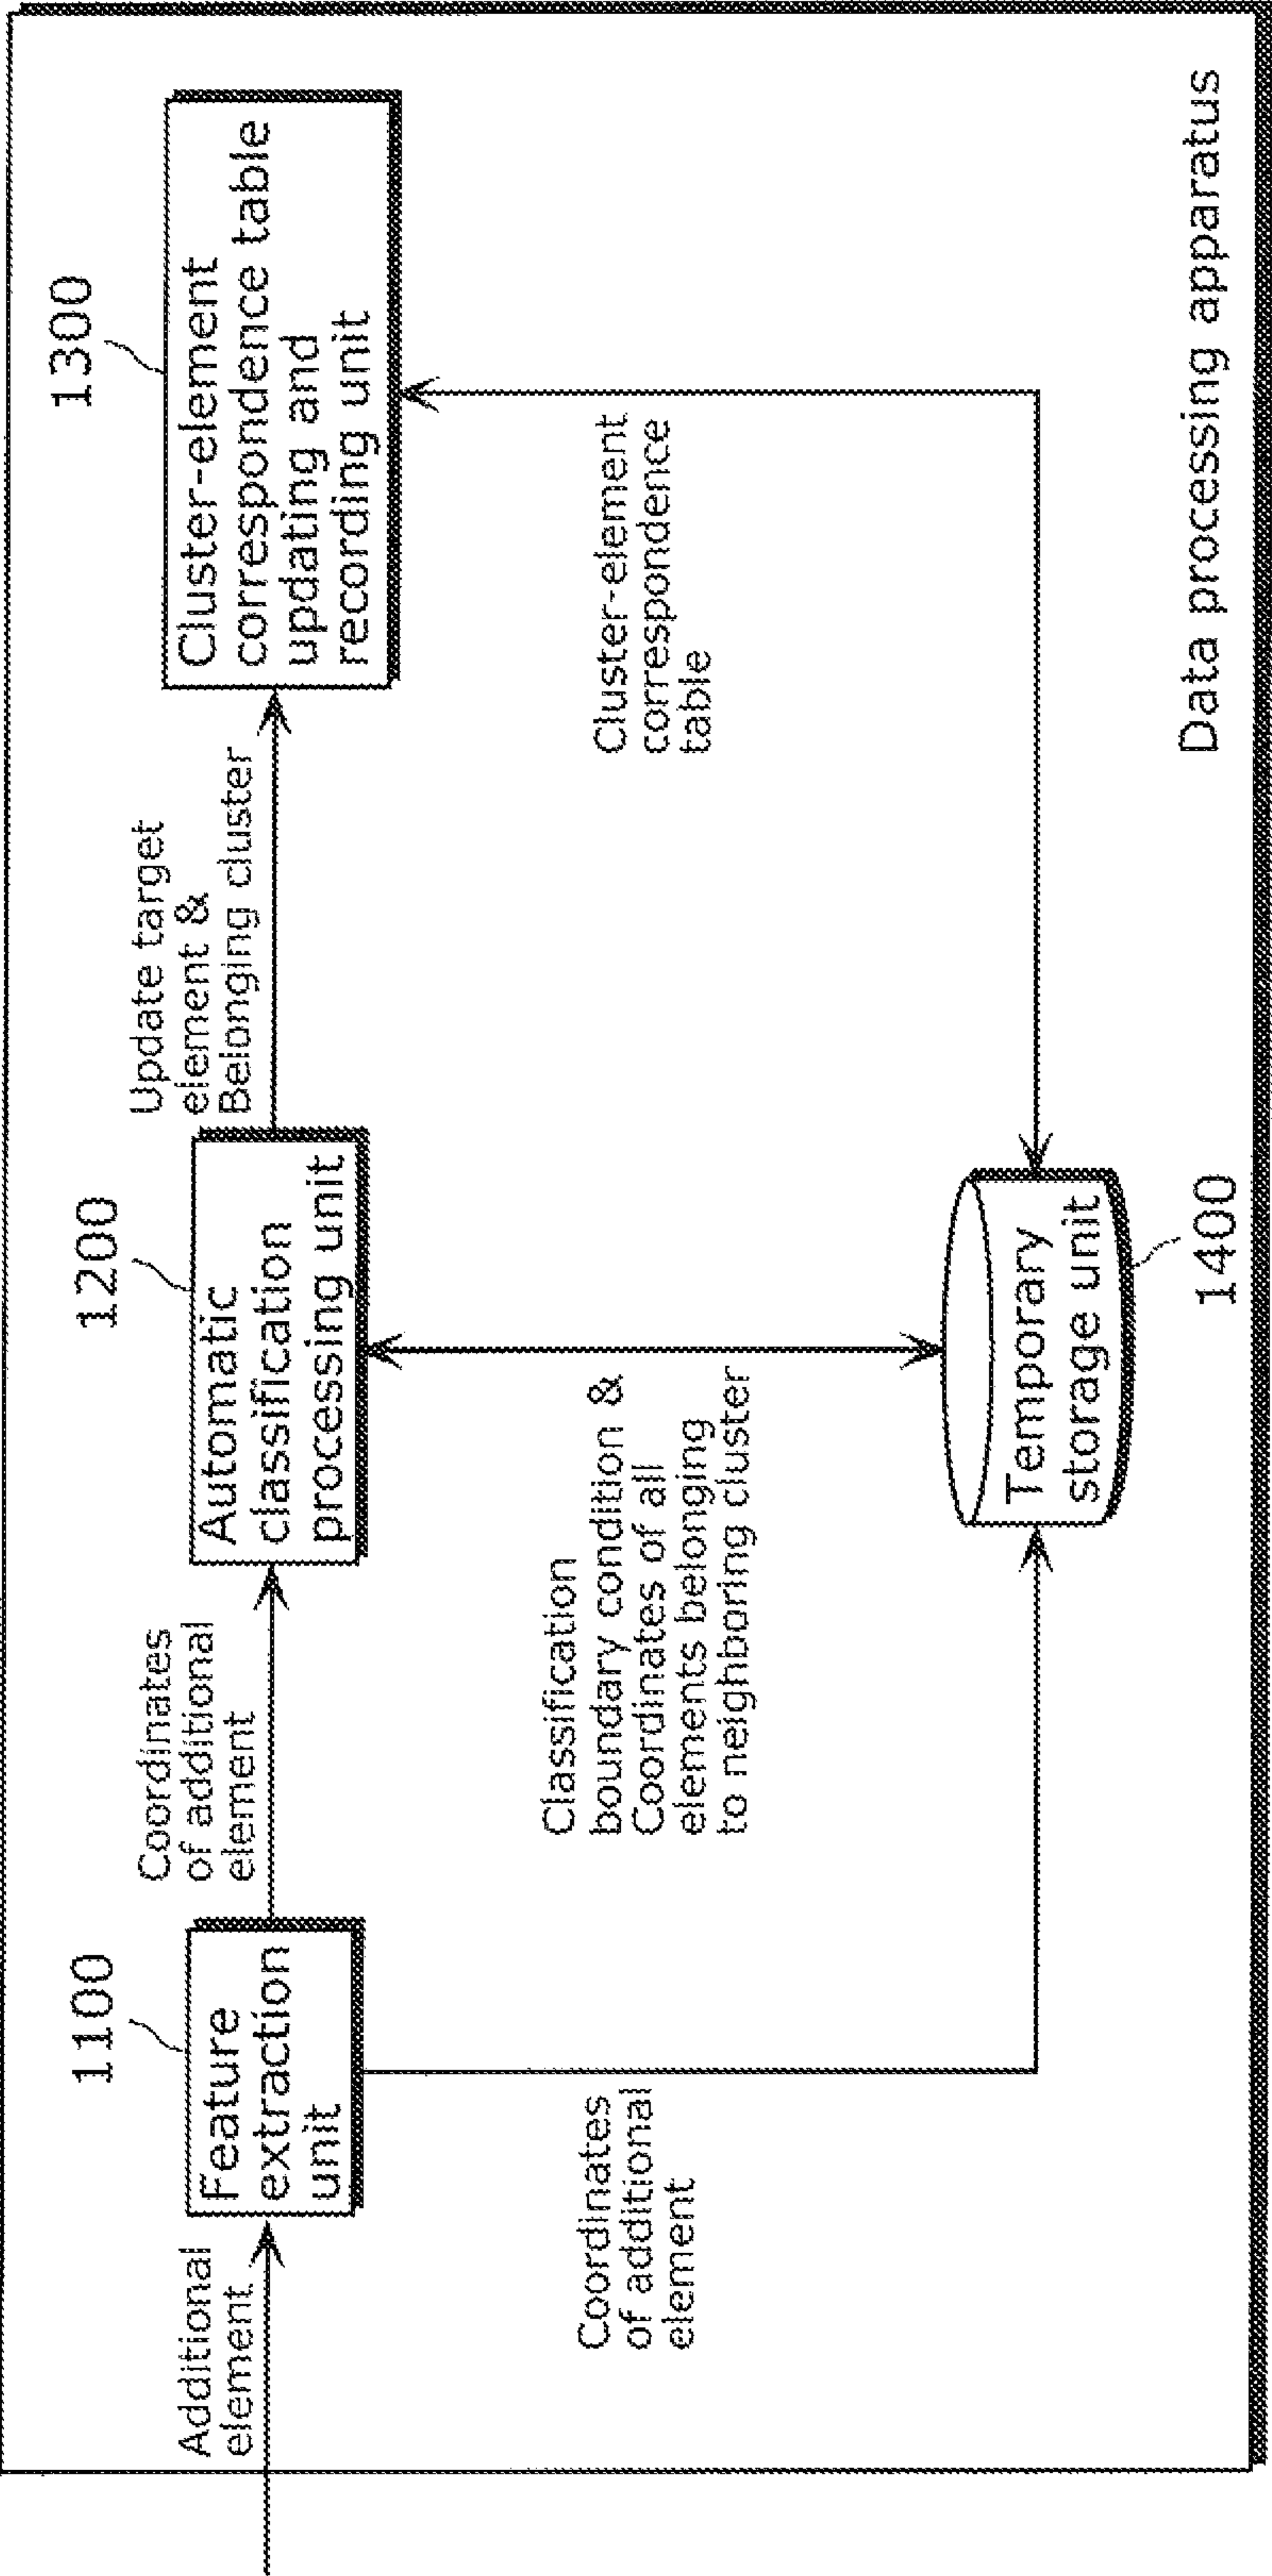 Additional
element
1100
Feature
extraction
unit
Coordinates
of additional
element
1200
Automatic
classification
processing unit
Update target
element &
Belonging cluster
1300
Cluster-element
correspondence table
updating and
recording unit
Coordinates
of additional
element
Classification
boundary condition &
Coordinates of all
elements belonging
to neighboring cluster
Cluster-element
correspondence
table
Temporary
storage unit
1400
Data processing apparatus